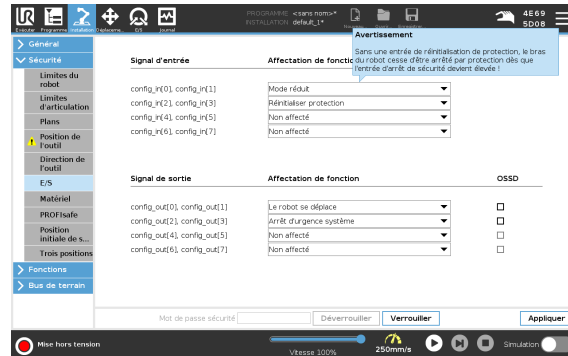 PROGRAMME <sans nom>*
INSTALLATION default_1*
4E69
5D08
Exécuter Programme Installation Déplaceme... E/S Journal
Avertissement
Sans une entrée de réinitialisation de protection, le bras
du robot cesse d'être arrêté par protection dès que
l'entrée d'arrêt de sécurité devient élevée !
Général
Sécurité
Limites du
robot
Limites
d'articulation
Plans
Position de
l'outil
Direction de
l'outil
E/S
Matériel
PROFIsafe
Position
initiale de s...
Trois positions
Fonctions
Bus de terrain
Signal d'entrée Affectation de fonction
config_in[0], config_in[1] Mode réduit
config_in[2], config_in[3] Réinitialiser protection
config_in[4], config_in[5] Non affecté
config_in[6], config_in[7] Non affecté
Signal de sortie Affectation de fonction OSSD
config_out[0], config_out[1] Le robot se déplace
config_out[2], config_out[3] Arrêt d'urgence système
config_out[4], config_out[5] Non affecté
config_out[6], config_out[7] Non affecté
Mot de passe sécurité Déverrouiller Verrouiller Appliquer
Mise hors tension
Vitesse 100%
250mm/s
Simulation